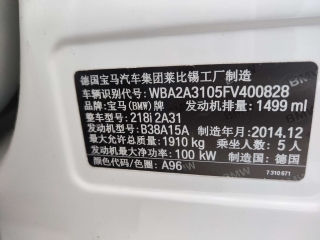 德国宝马汽车集团莱比锡工厂制造
车辆识别代号: WBA2A3105FV400828
品牌: 宝马(BMW)牌 发动机排量: 1499 ml
整车型号: 218i 2A31
发动机型号: B38A15A 制造年月: 2014.12
最大允许总质量: 1910 kg 乘坐人数: 5 人
发动机最大净功率: 100 kW 制造国: 德国
颜色代码/色圈: A96
7 310 671